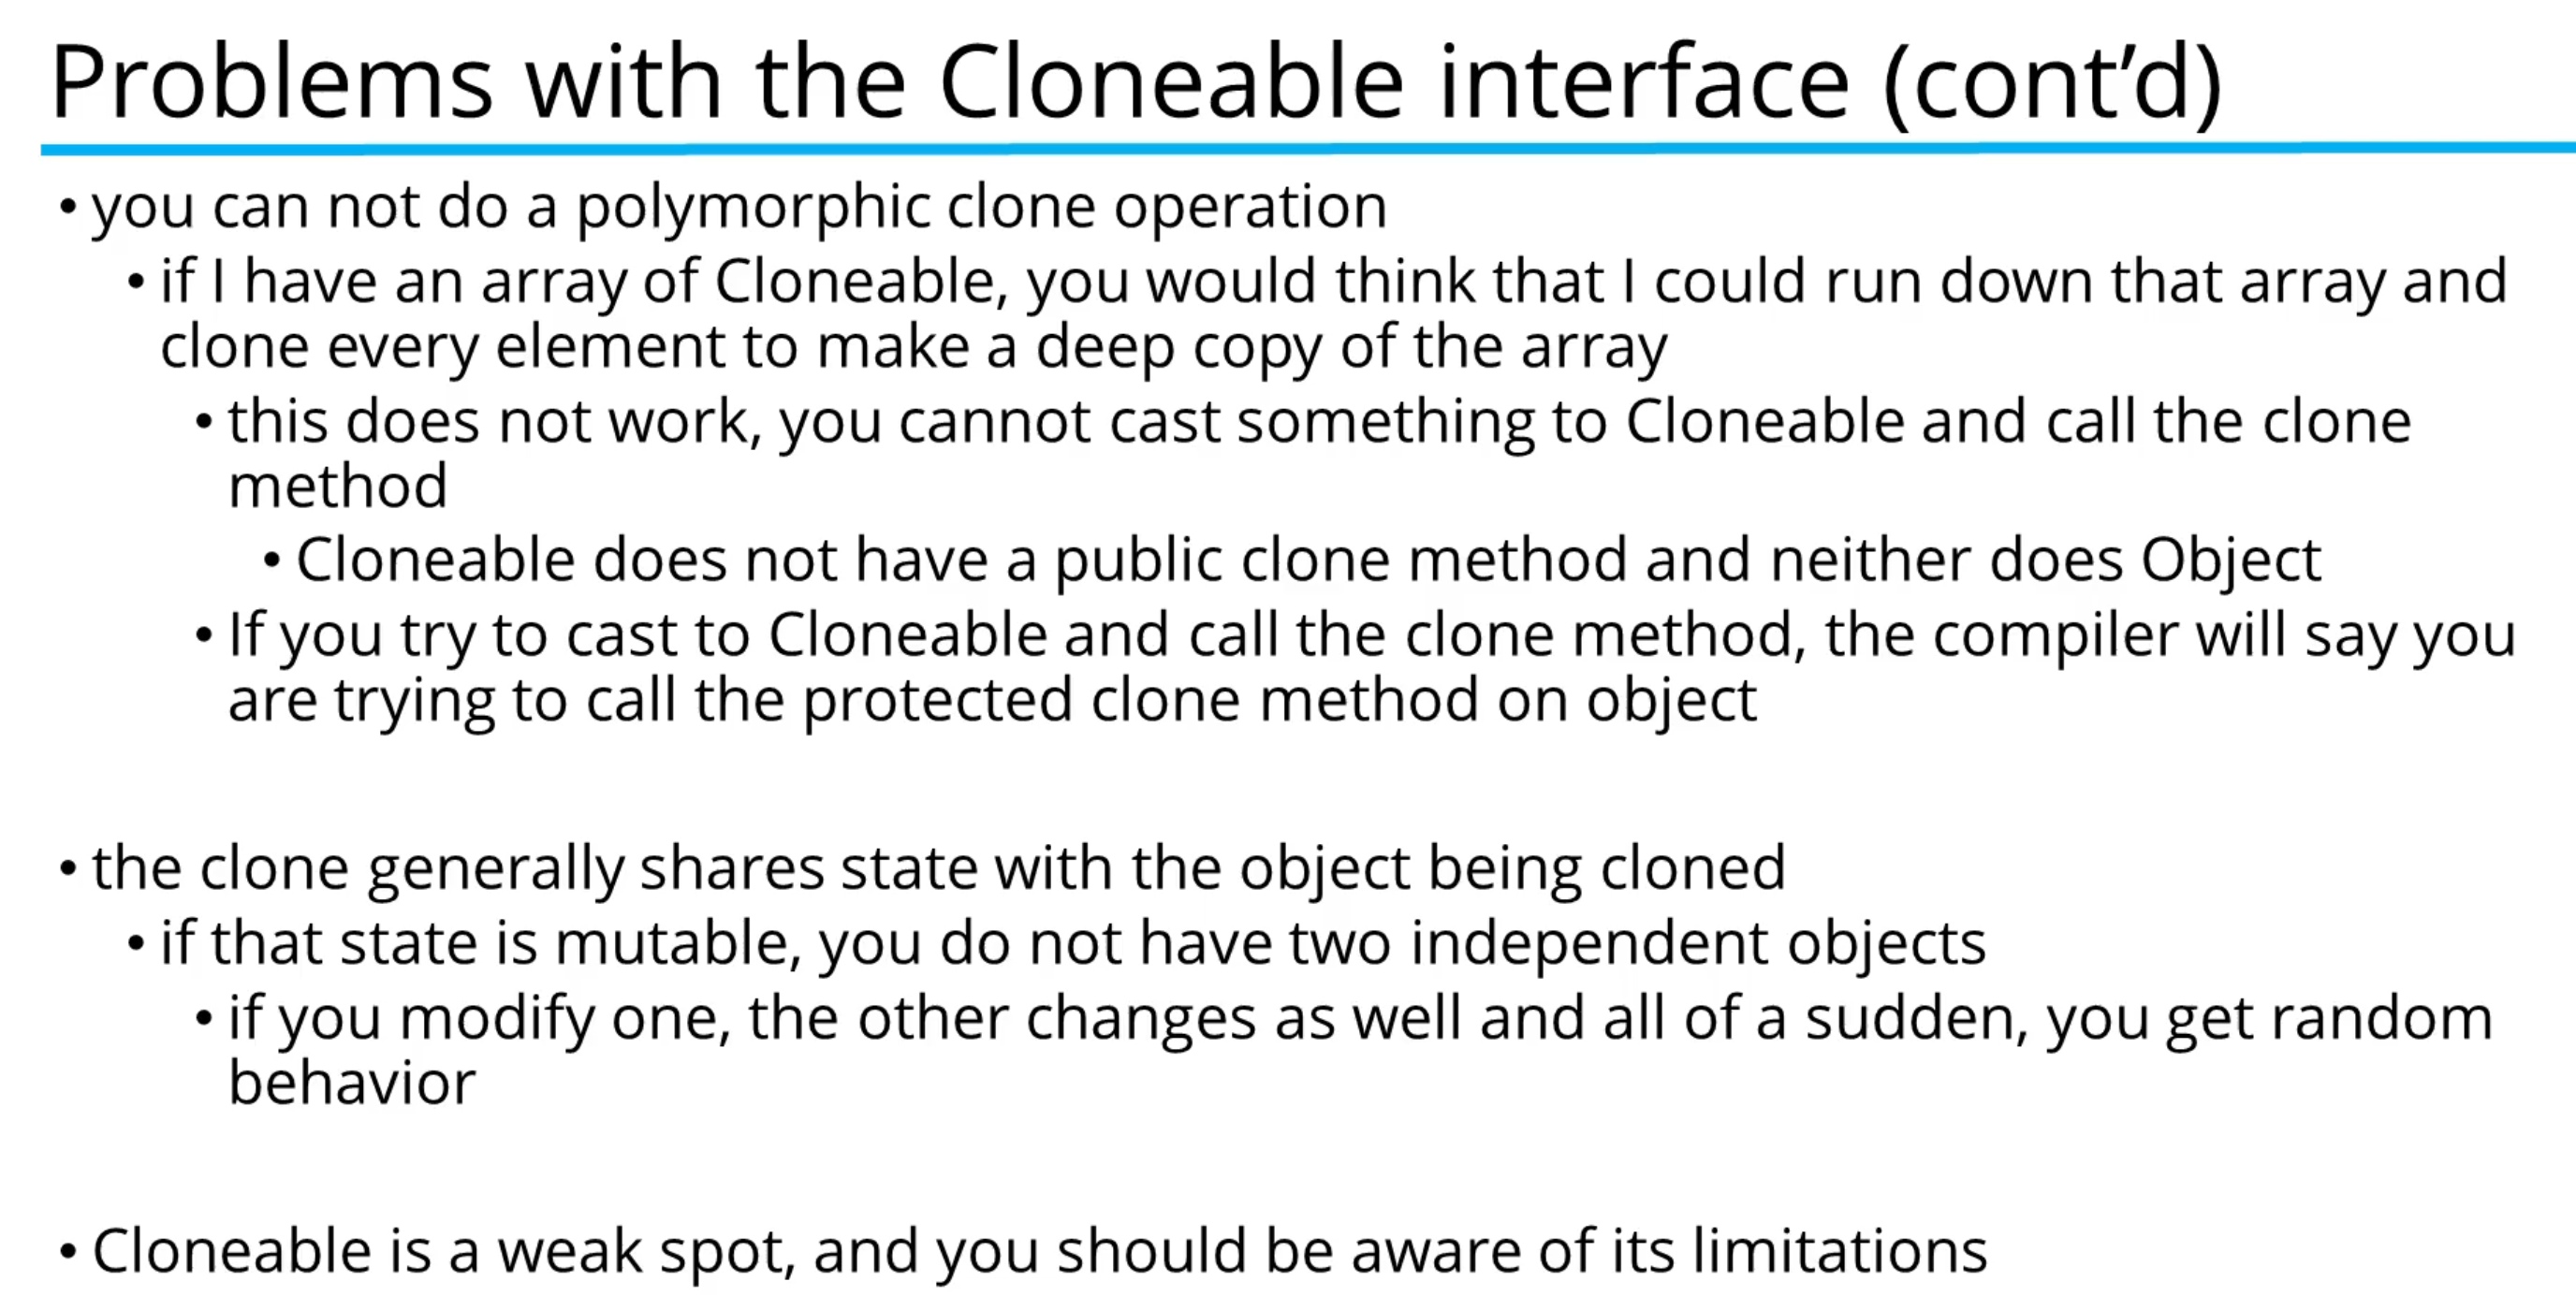 Problems with the Cloneable interface (cont’d)
• you can not do a polymorphic clone operation
• if I have an array of Cloneable, you would think that I could run down that array and
clone every element to make a deep copy of the array
• this does not work, you cannot cast something to Cloneable and call the clone
method
• Cloneable does not have a public clone method and neither does Object
• If you try to cast to Cloneable and call the clone method, the compiler will say you
are trying to call the protected clone method on object
• the clone generally shares state with the object being cloned
• if that state is mutable, you do not have two independent objects
• if you modify one, the other changes as well and all of a sudden, you get random
behavior
• Cloneable is a weak spot, and you should be aware of its limitations